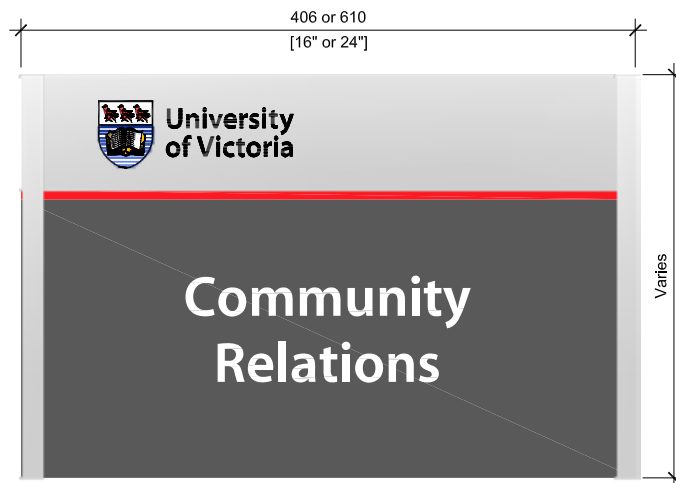 406 or 610
[16" or 24"]
University
of Victoria
Varies
Community
Relations